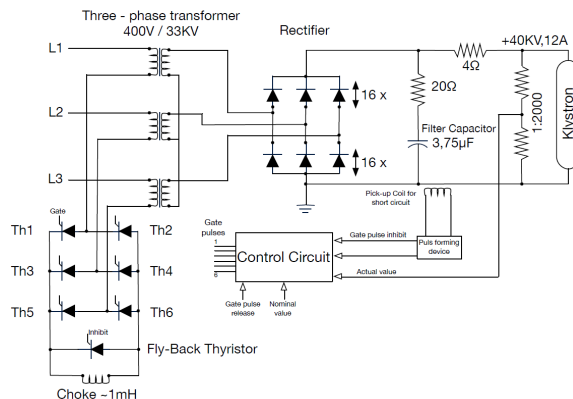 Three - phase transformer
400V / 33KV
Rectifier
+40KV,12A
L1
4Ω
16 x
20Ω
1:2000
Klystron
L2
Filter Capacitor
3,75µF
16 x
L3
Pick-up Coil for
short circuit
Gate
Th1
Th2
Gate
pulses
1
6
Control Circuit
Gate pulse inhibit
Puls forming
device
Actual value
Th3
Th4
Gate pulse
release
Nominal
value
Th5
Th6
Inhibit
Fly-Back Thyristor
Choke ~1mH